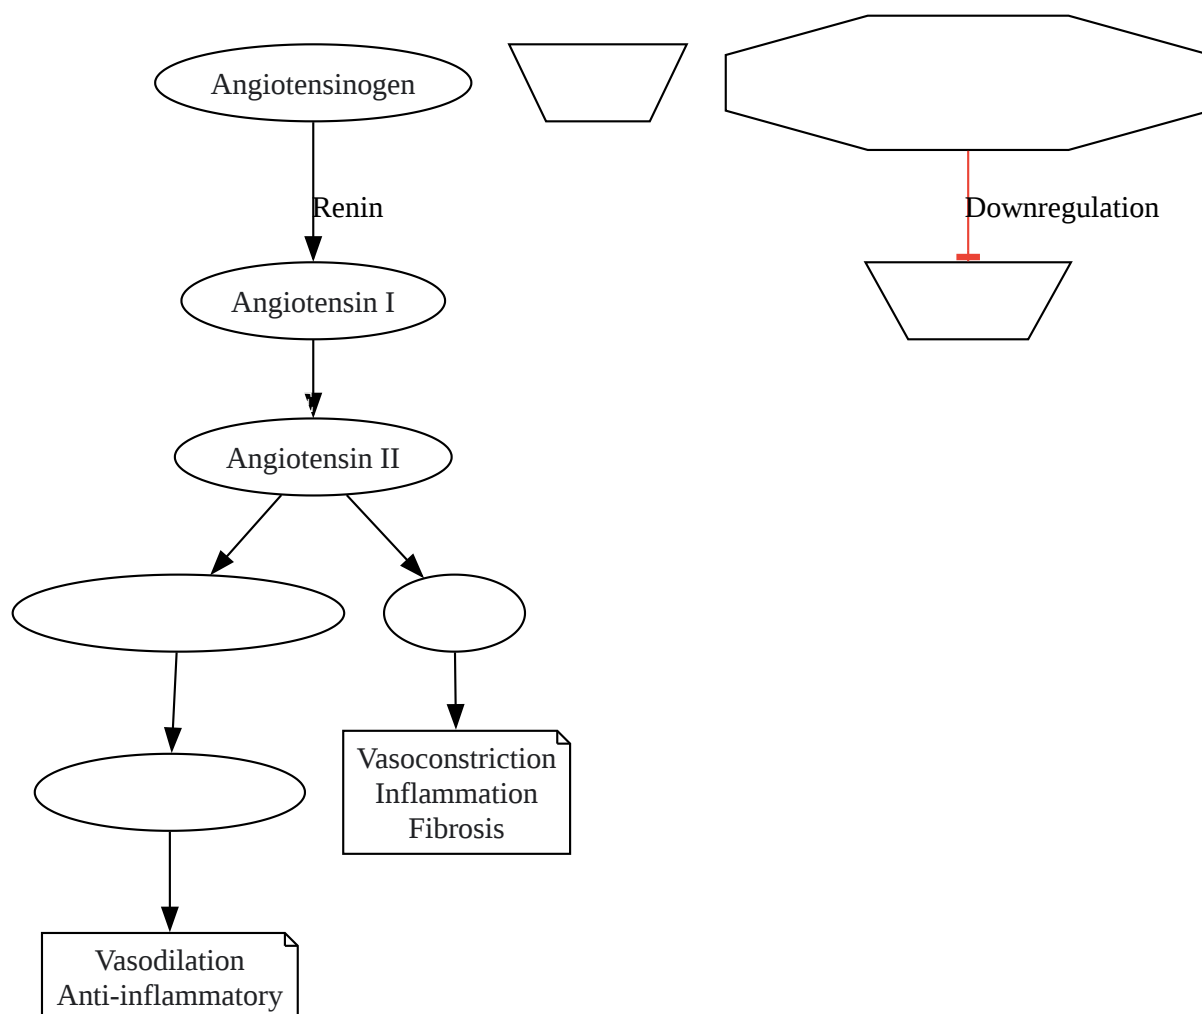 Angiotensinogen
Renin
Downregulation
Angiotensin I
Angiotensin II
Vasoconstriction
Inflammation
Fibrosis
Vasodilation
Anti-inflammatory